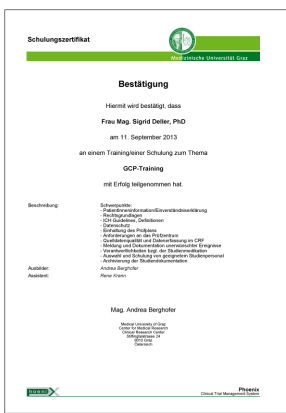 Schulungszertifikat
Medizinische Universität Graz
Bestätigung
Hiermit wird bestätigt, dass
Frau Mag. Sigrid Deller, PhD
am 11. September 2013
an einem Training/einer Schulung zum Thema
GCP-Training
mit Erfolg teilgenommen hat.
Beschreibung: Schwerpunkte:
- Patientinneninformation/Einverständniserklärung
- Rechtsgrundlagen
- ICH Guidelines, Definitionen
- Datenschutz
- Einhaltung des Prüfplans
- Anforderungen an das Prüfzentrum
- Quelldatenqualität und Datenerfassung im CRF
- Meldung und Dokumentation unerwünschter Ereignisse
- Verantwortlichkeiten bzgl. der Studienmedikation
- Auswahl und Schulung von geeignetem Studienpersonal
- Archivierung der Studiendokumentation
Ausbilder: Andrea Berghofer
Assistent: Rene Krenn
Mag. Andrea Berghofer
Medical University of Graz
Center for Medical Research
Clinical Research Center
Stiftingtalstrasse 24
8010 Graz
Österreich
Phoenix
Clinical Trial Management System